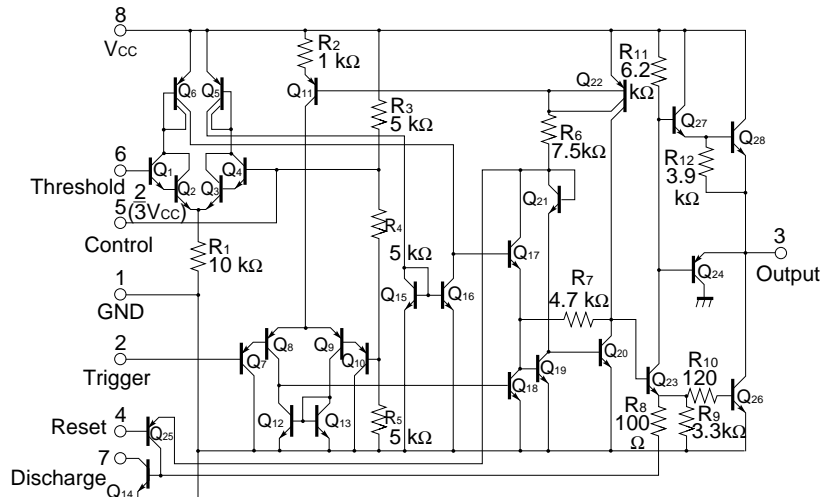 8
VCC
R2
1 kΩ
R11
6.2
kΩ
Q6
Q5
Q11
Q22
Q27
Q28
R3
5 kΩ
R6
7.5kΩ
R12
3.9
kΩ
6
Threshold
Q1
Q2
Q3
Q4
Q21
2
(3VCC)
5
Control
R4
5 kΩ
3
Output
R1
10 kΩ
Q17
Q24
R7
4.7 kΩ
1
GND
Q15
Q16
2
Trigger
Q7
Q8
Q9
Q10
Q18
Q19
Q20
Q23
R10
120
Q26
R8
100
Ω
R9
3.3kΩ
4
Reset
Q25
Q12
Q13
R5
5 kΩ
7
Discharge
Q14